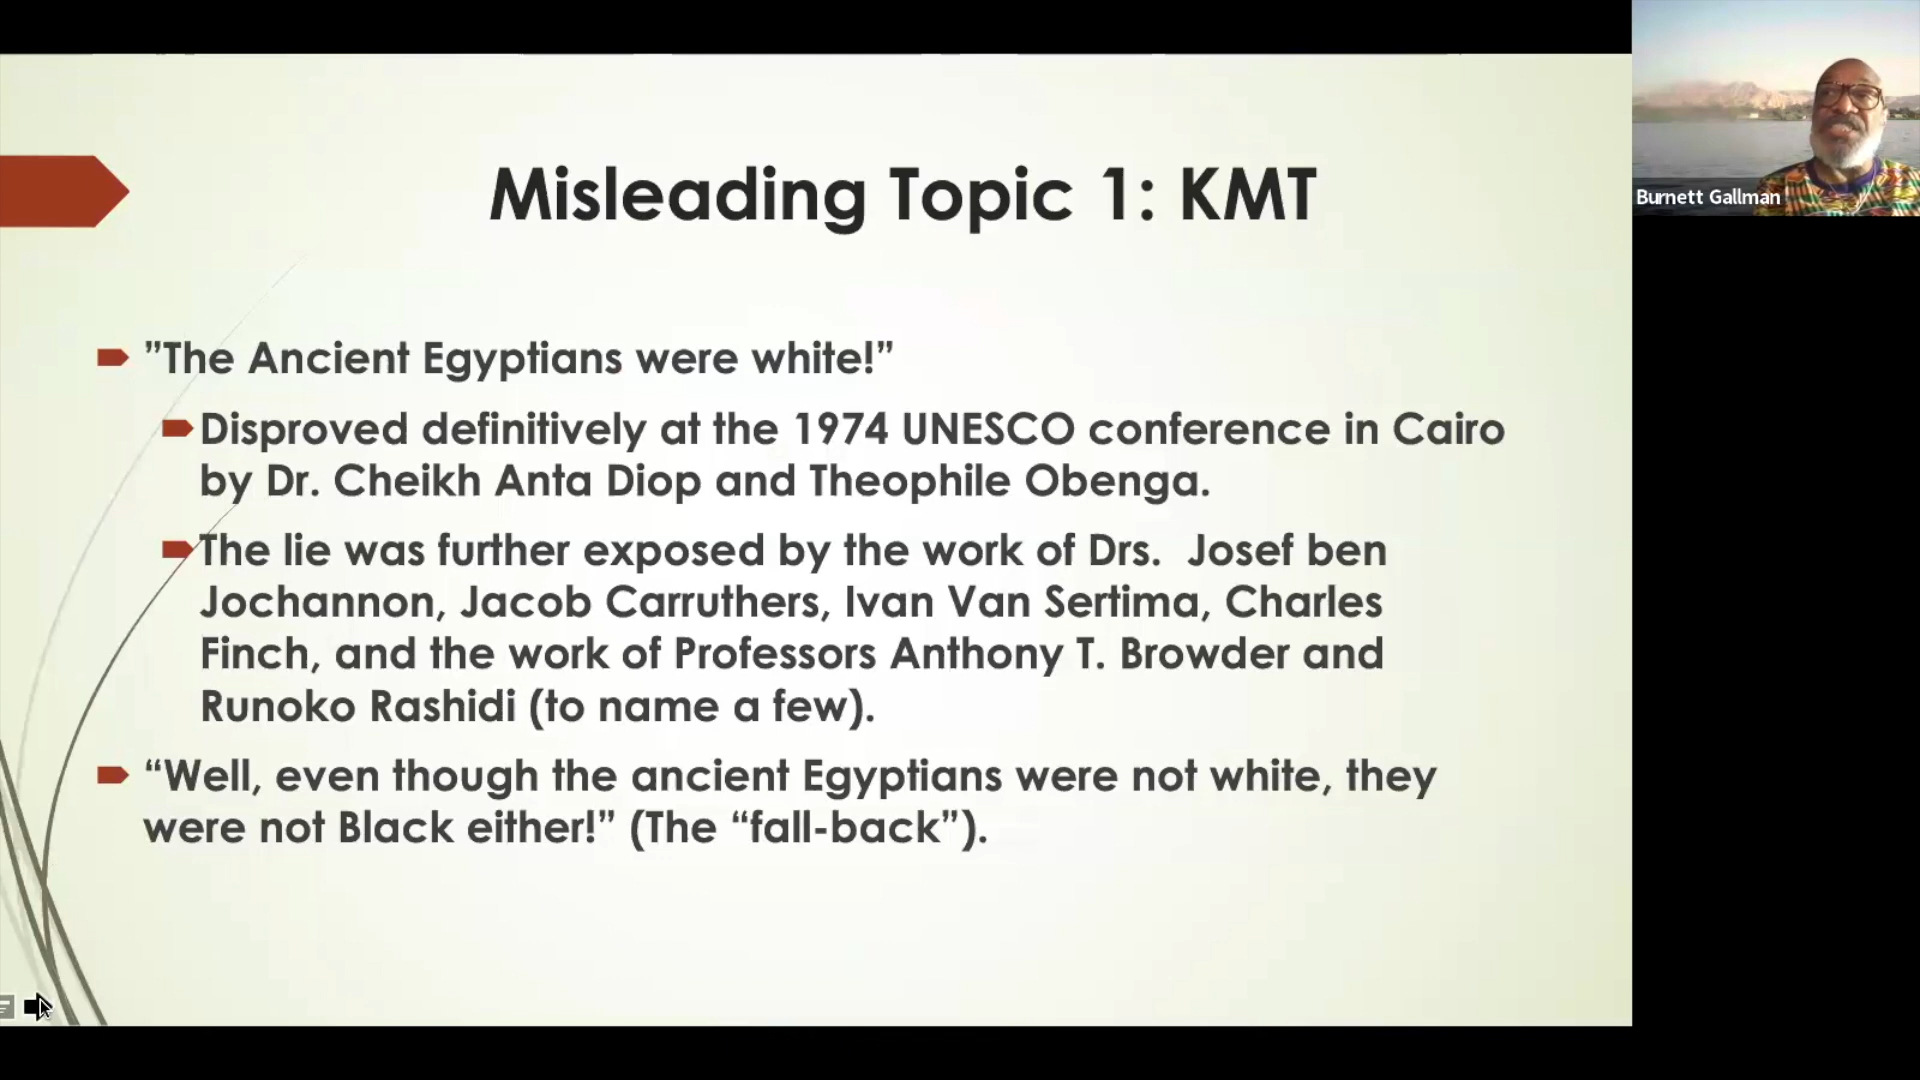 Misleading Topic 1: KMT
”The Ancient Egyptians were white!”
Disproved definitively at the 1974 UNESCO conference in Cairo
by Dr. Cheikh Anta Diop and Theophile Obenga.
The lie was further exposed by the work of Drs.  Josef ben
Jochannon, Jacob Carruthers, Ivan Van Sertima, Charles
Finch, and the work of Professors Anthony T. Browder and
Runoko Rashidi (to name a few).
“Well, even though the ancient Egyptians were not white, they
were not Black either!” (The “fall-back”).
Burnett Gallman